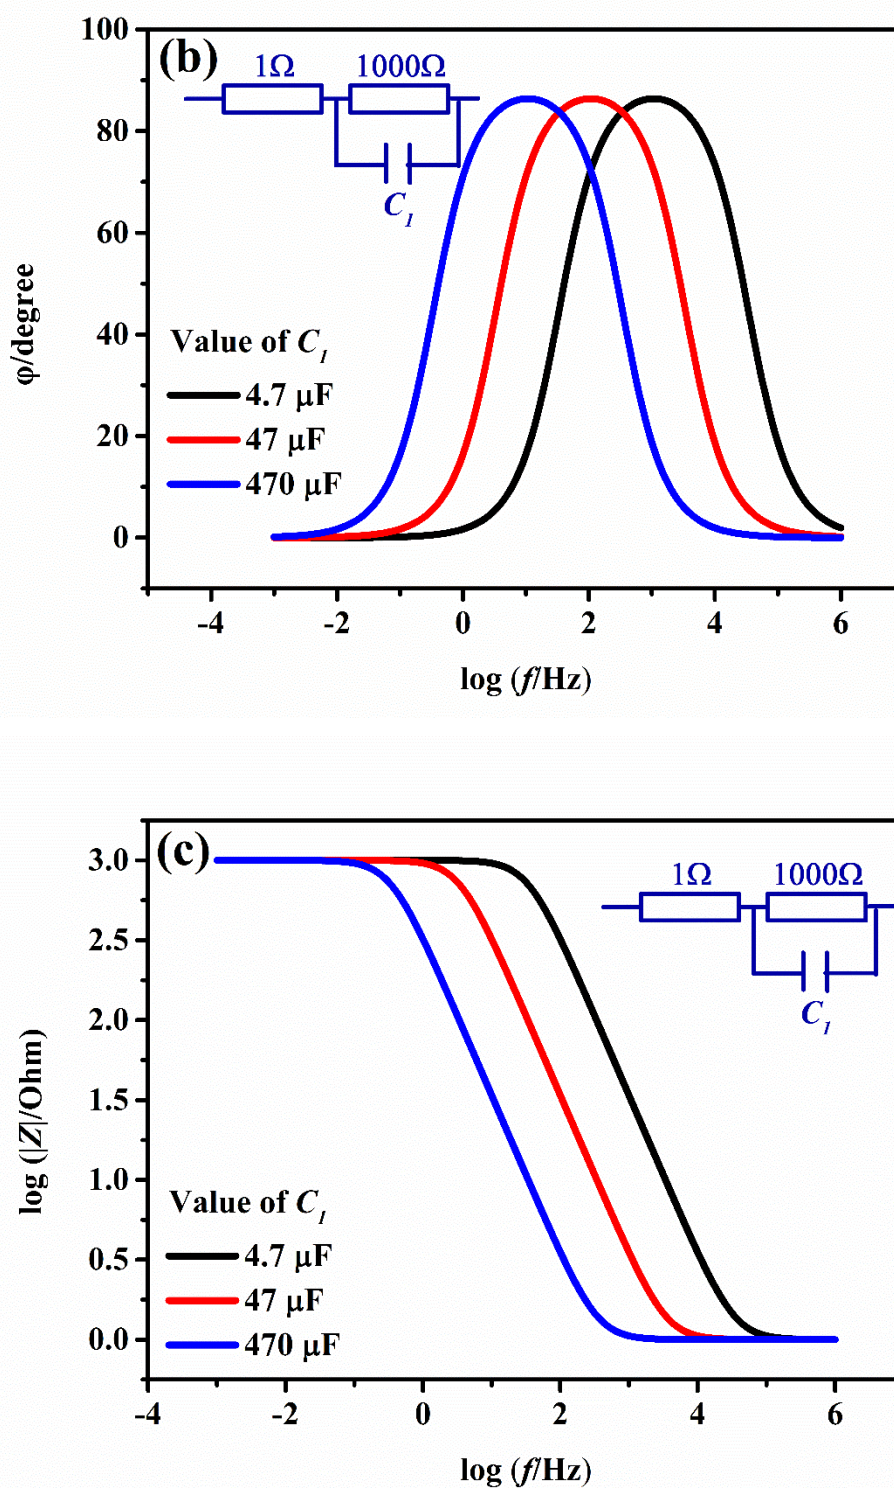 (b)
1Ω 1000Ω
C1
100
80
60
40
20
0
φ/degree
Value of C1
4.7 μF
47 μF
470 μF
-4 -2 0 2 4 6
log (f/Hz)
(c)
1Ω 1000Ω
C1
3.0
2.5
2.0
1.5
1.0
0.5
0.0
log (|Z|/Ohm)
Value of C1
4.7 μF
47 μF
470 μF
-4 -2 0 2 4 6
log (f/Hz)